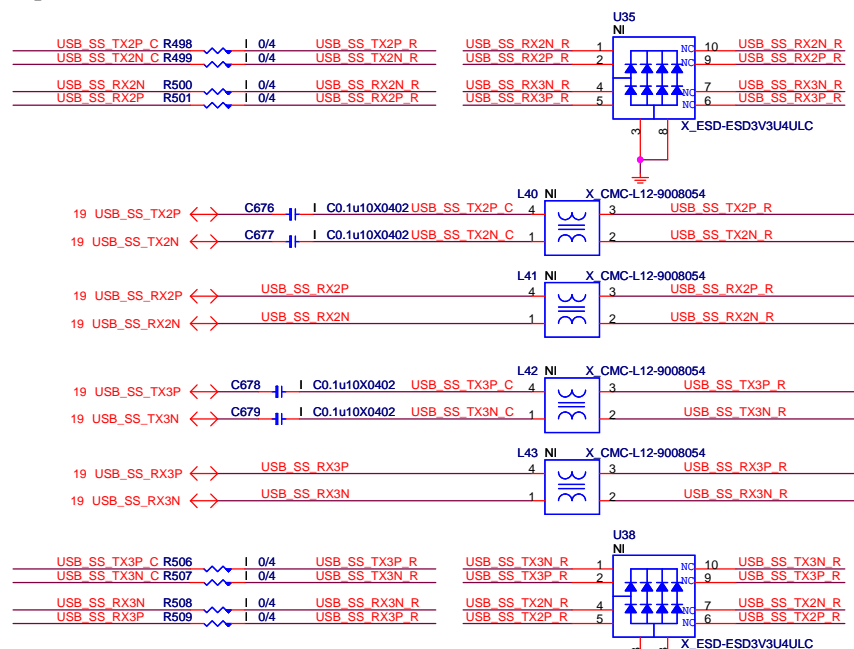 U35
NI
USB_SS_TX2P_C R498 I 0/4 USB_SS_TX2P_R USB_SS_RX2N_R 1 NC 10 USB_SS_RX2N_R
USB_SS_TX2N_C R499 I 0/4 USB_SS_TX2N_R USB_SS_RX2P_R 2 9 USB_SS_RX2P_R
USB_SS_RX2N R500 I 0/4 USB_SS_RX2N_R USB_SS_RX3N_R 4 NC 7 USB_SS_RX3N_R
USB_SS_RX2P R501 I 0/4 USB_SS_RX2P_R USB_SS_RX3P_R 5 NC 6 USB_SS_RX3P_R
3 8 X_ESD-ESD3V3U4ULC
L40 NI X_CMC-L12-9008054
19 USB_SS_TX2P C676 I C0.1u10X0402 USB_SS_TX2P_C 4 3 USB_SS_TX2P_R
19 USB_SS_TX2N C677 I C0.1u10X0402 USB_SS_TX2N_C 1 2 USB_SS_TX2N_R
L41 NI X_CMC-L12-9008054
19 USB_SS_RX2P USB_SS_RX2P 4 3 USB_SS_RX2P_R
19 USB_SS_RX2N USB_SS_RX2N 1 2 USB_SS_RX2N_R
L42 NI X_CMC-L12-9008054
19 USB_SS_TX3P C678 I C0.1u10X0402 USB_SS_TX3P_C 4 3 USB_SS_TX3P_R
19 USB_SS_TX3N C679 I C0.1u10X0402 USB_SS_TX3N_C 1 2 USB_SS_TX3N_R
L43 NI X_CMC-L12-9008054
19 USB_SS_RX3P USB_SS_RX3P 4 3 USB_SS_RX3P_R
19 USB_SS_RX3N USB_SS_RX3N 1 2 USB_SS_RX3N_R
U38
NI
USB_SS_TX3P_C R506 I 0/4 USB_SS_TX3P_R USB_SS_TX3N_R 1 NC 10 USB_SS_TX3N_R
USB_SS_TX3N_C R507 I 0/4 USB_SS_TX3N_R USB_SS_TX3P_R 2 NC 9 USB_SS_TX3P_R
USB_SS_RX3N R508 I 0/4 USB_SS_RX3N_R USB_SS_TX2N_R 4 NC 7 USB_SS_TX2N_R
USB_SS_RX3P R509 I 0/4 USB_SS_RX3P_R USB_SS_TX2P_R 5 NC 6 USB_SS_TX2P_R
X_ESD-ESD3V3U4ULC